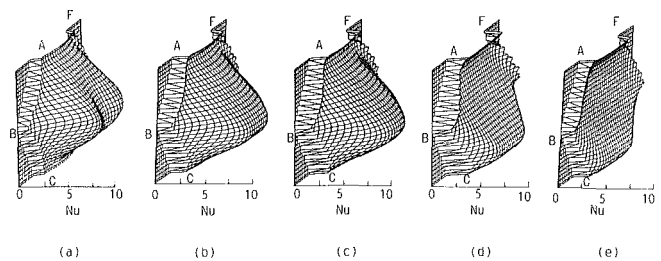 F F F F F
A A A A A
B B B B B
C C C C C
0 5 10 0 5 10 0 5 10 0 5 10 0 5 10
Nu Nu Nu Nu Nu
(a) (b) (c) (d) (e)